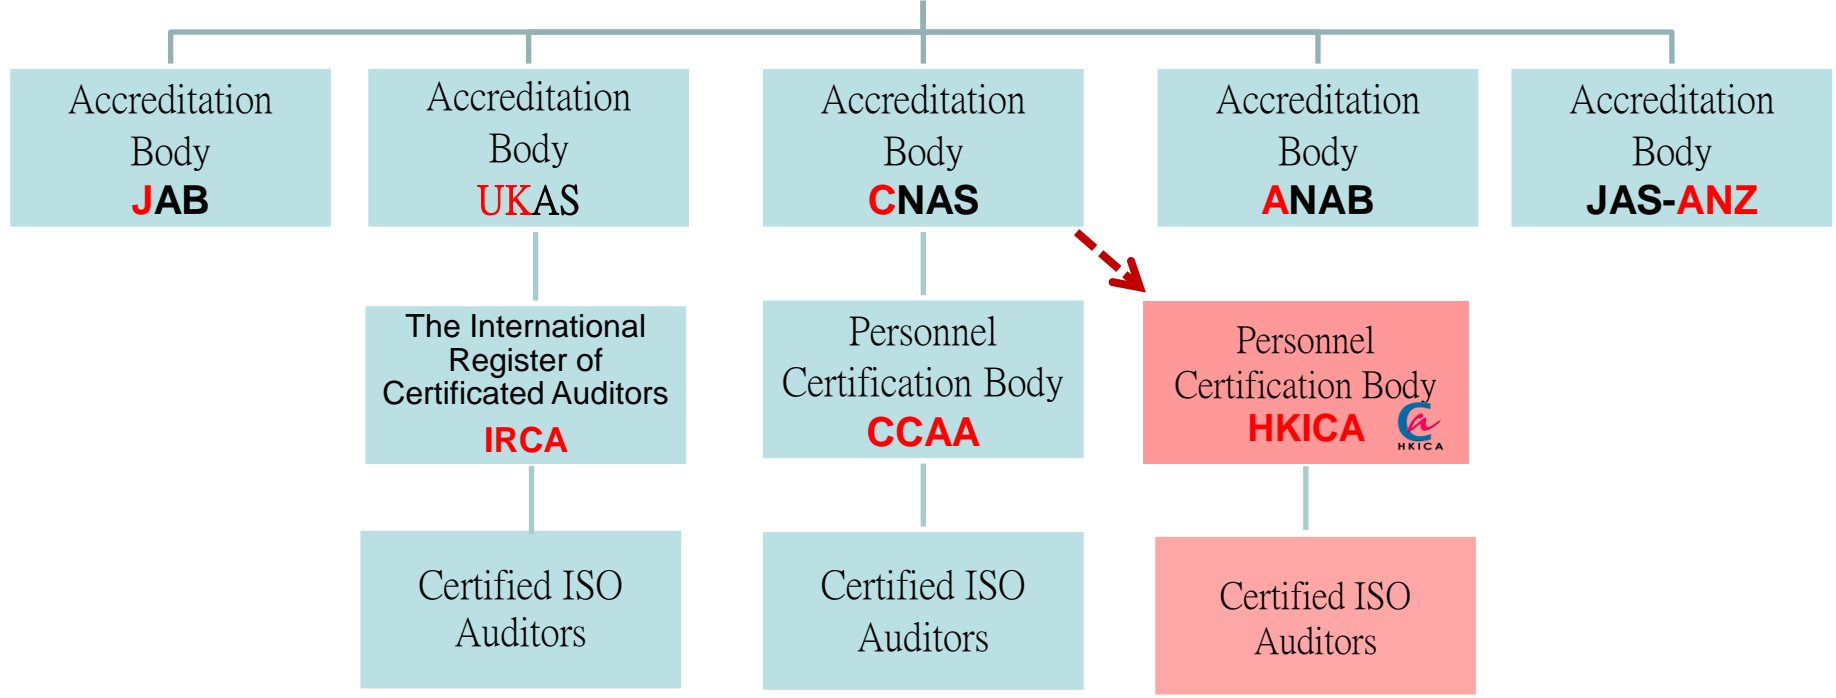 Accreditation
Body
JAB
Accreditation
Body
UKAS
Accreditation
Body
CNAS
Accreditation
Body
ANAB
Accreditation
Body
JAS-ANZ
The International
Register of
Certificated Auditors
IRCA
Personnel
Certification Body
CCAA
Personnel
Certification Body
HKICA
Ca
HKICA
Certified ISO
Auditors
Certified ISO
Auditors
Certified ISO
Auditors